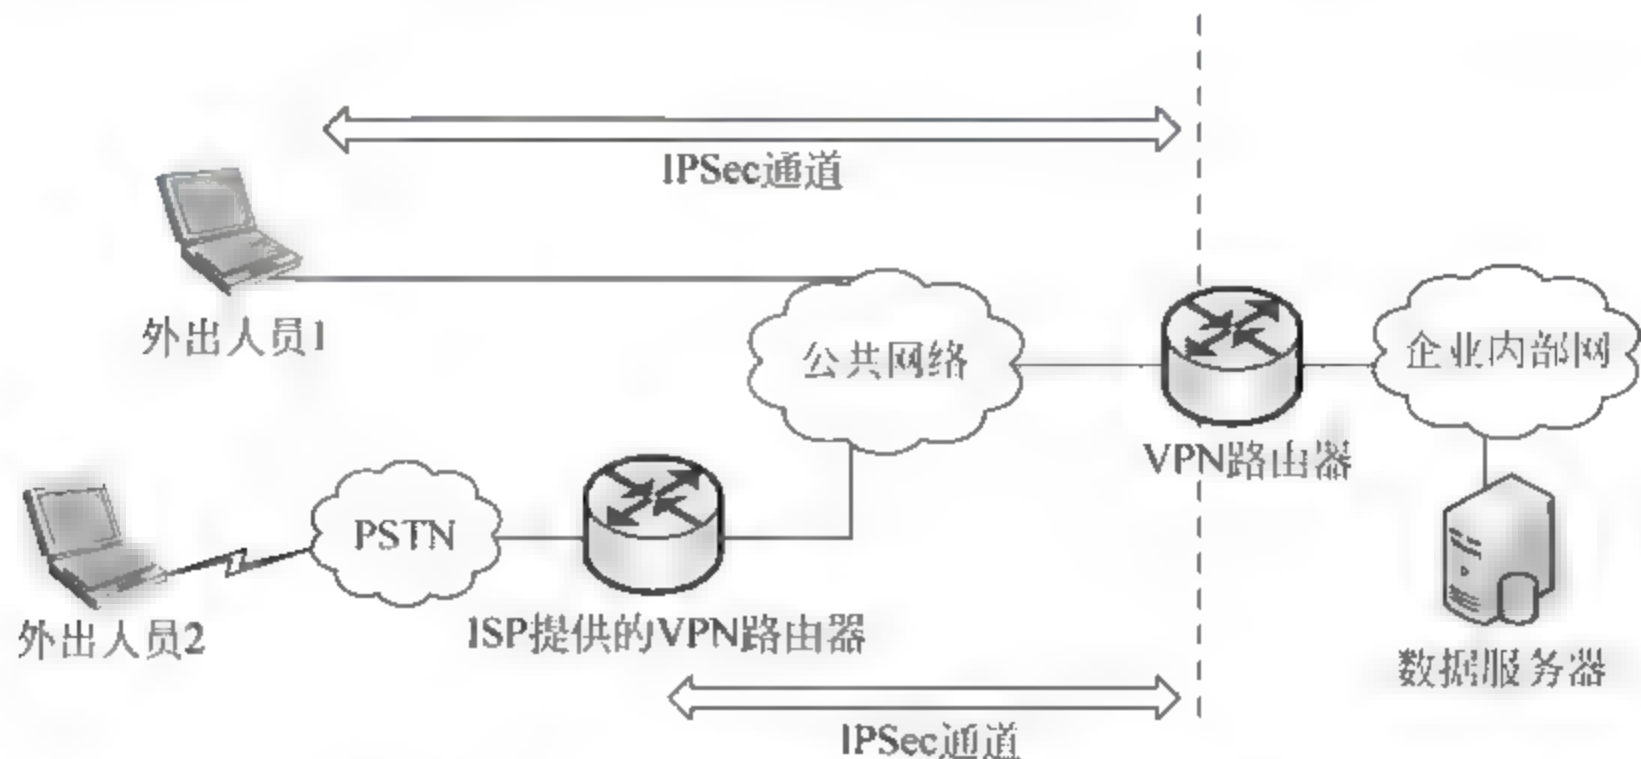 IPSec通道
外出人员1
公共网络
企业内部网
VPN路由器
PSTN
外出人员2
ISP提供的VPN路由器
数据服务器
IPSec通道